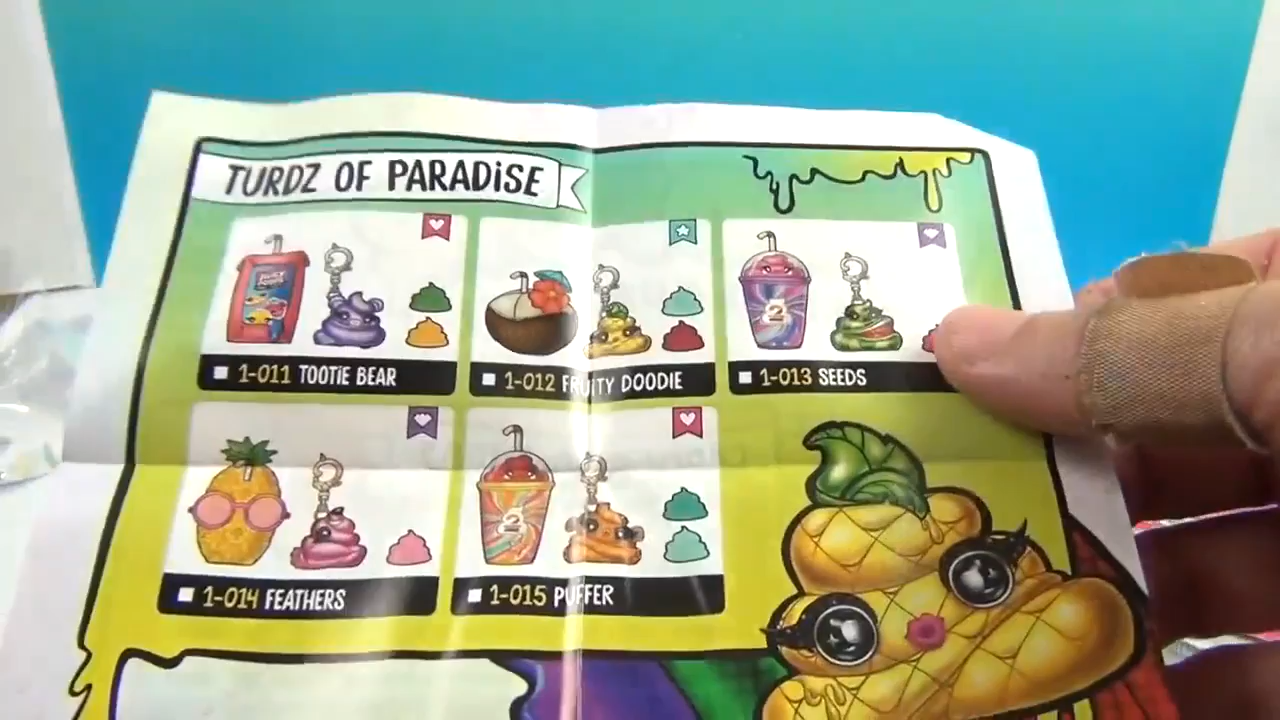 TURDZ OF PARADiSE
1-011 TOOTiE BEAR
1-012 FRUITY DOODIE
1-013 SEEDS
1-014 FEATHERS
1-015 PUFFER